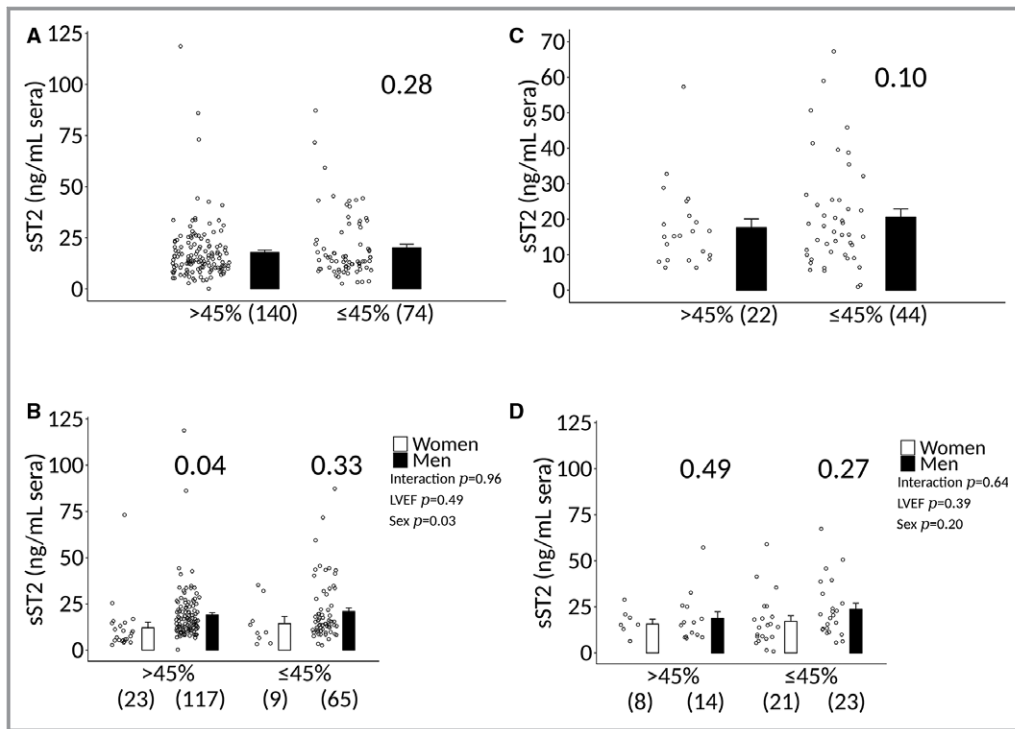 A
sST2 (ng/mL sera)
125
100
75
50
25
0
0.28
>45% (140)
≤45% (74)
C
sST2 (ng/mL sera)
70
60
50
40
30
20
10
0
0.10
>45% (22)
≤45% (44)
B
sST2 (ng/mL sera)
125
100
75
50
25
0
0.04
0.33
Women
Men
Interaction p=0.96
LVEF p=0.49
Sex p=0.03
>45%
≤45%
(23) (117) (9) (65)
D
sST2 (ng/mL sera)
125
100
75
50
25
0
0.49
0.27
Women
Men
Interaction p=0.64
LVEF p=0.39
Sex p=0.20
>45%
≤45%
(8) (14) (21) (23)